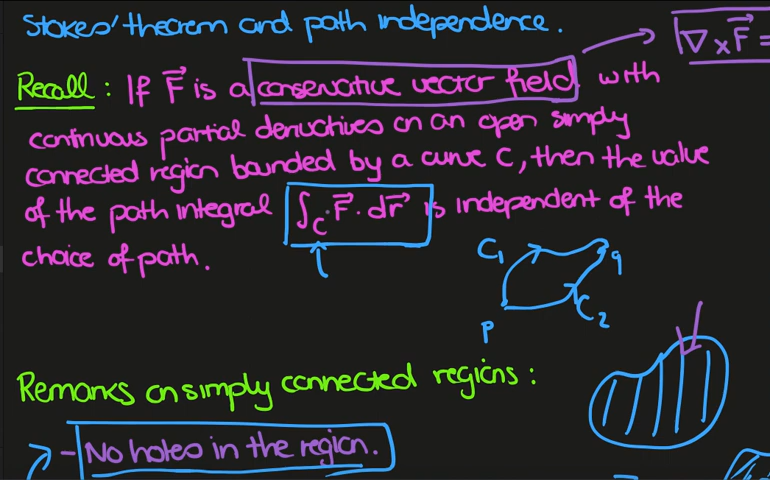 Stokes' theorem and path independence.
∇ x F⃗ =
Recall: If F⃗ is a conservative vector field with
continuous partial derivatives on an open simply
connected region bounded by a curve C, then the value
of the path integral ∫_C F⃗ · dr⃗ is independent of the
choice of path.
C₁
q
C₂
p
Remarks on simply connected regions:
- No holes in the region.